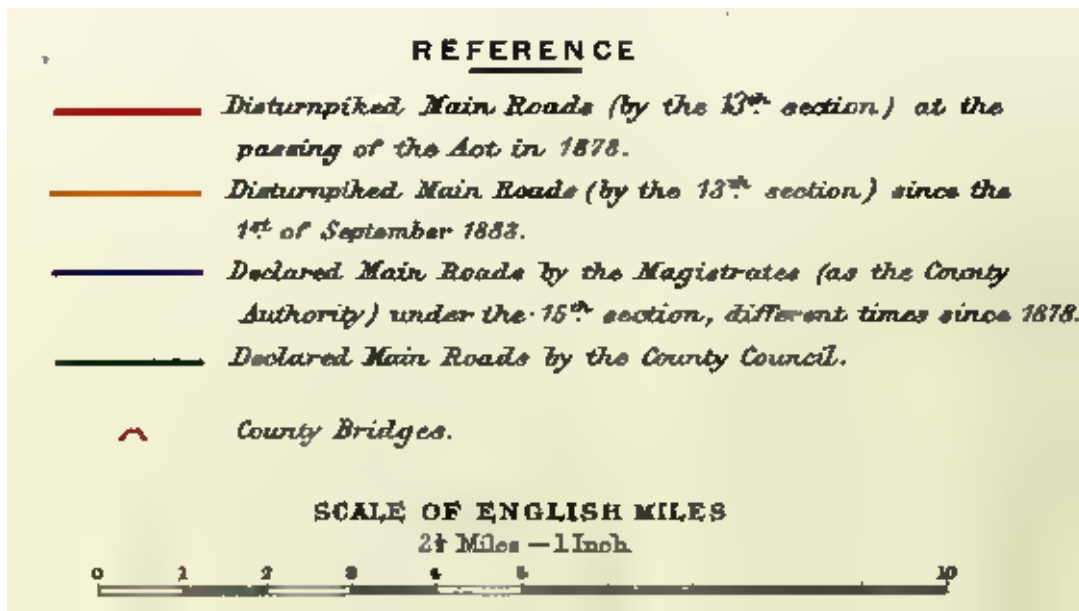 REFERENCE
Disturnpiked Main Roads (by the 13th section) at the
passing of the Act in 1878.
Disturnpiked Main Roads (by the 13th section) since the
1st of September 1883.
Declared Main Roads by the Magistrates (as the County
Authority) under the 15th section, different times since 1878.
Declared Main Roads by the County Council.
County Bridges.
SCALE OF ENGLISH MILES
Miles — 1 Inch
0 1 2 3 4 5 10